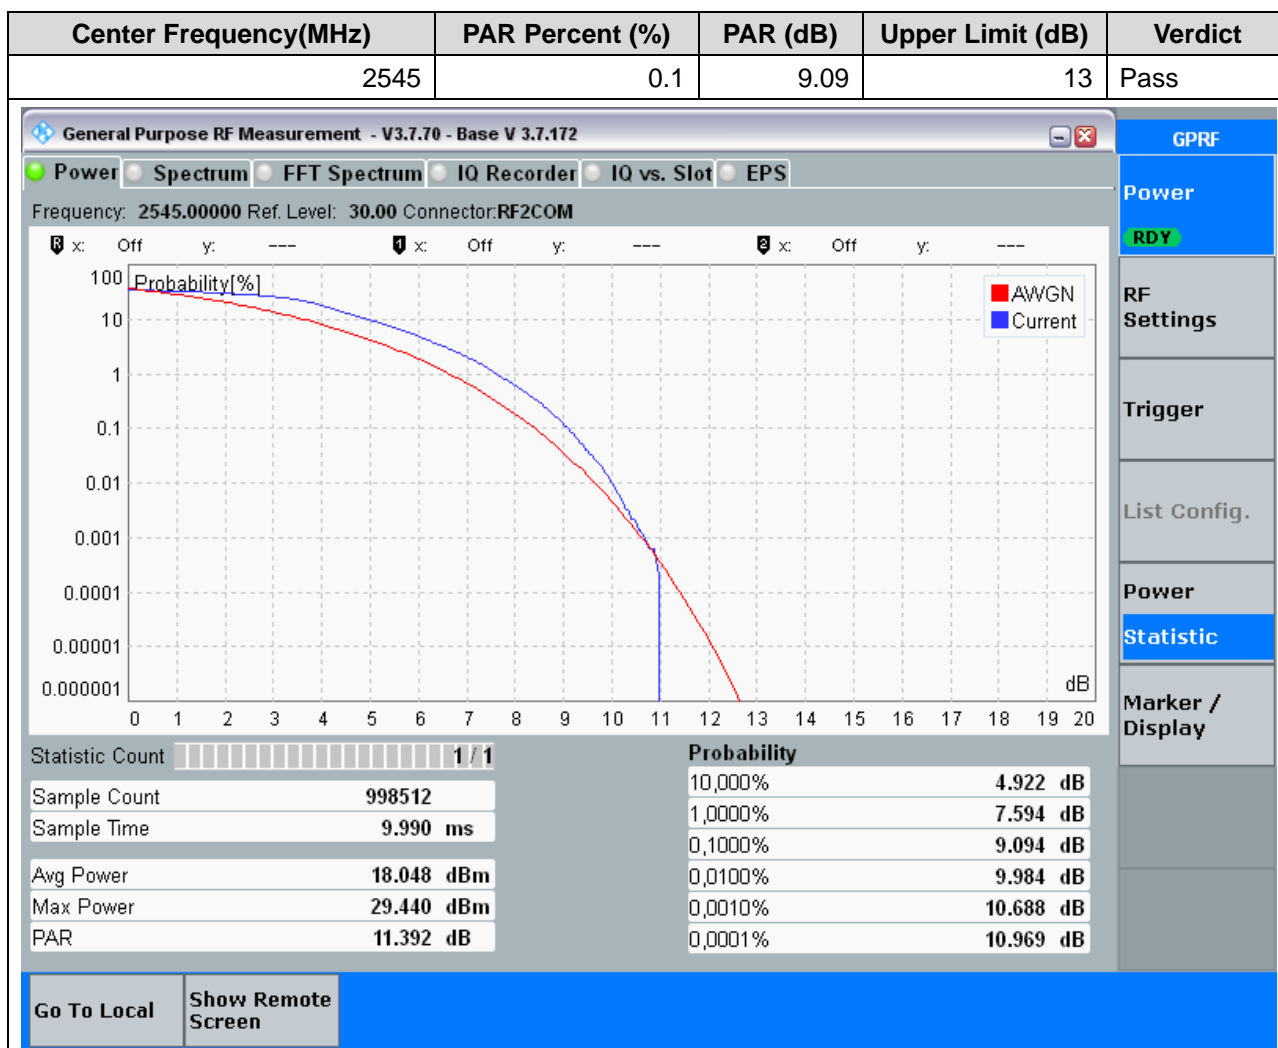 Center Frequency(MHz) PAR Percent (%) PAR (dB) Upper Limit (dB) Verdict
2545 0.1 9.09 13 Pass
General Purpose RF Measurement - V3.7.70 - Base V 3.7.172
GPRF
Power Spectrum FFT Spectrum IQ Recorder IQ vs. Slot EPS
Power
RDY
Frequency: 2545.00000 Ref. Level: 30.00 Connector:RF2COM
R x: Off y: --- 1 x: Off y: --- 2 x: Off y: ---
RF
Settings
Trigger
List Config.
Power
Statistic
Marker /
Display
Probability[%]
AWGN
Current
100
10
1
0.1
0.01
0.001
0.0001
0.00001
0.000001
dB
0 1 2 3 4 5 6 7 8 9 10 11 12 13 14 15 16 17 18 19 20
Statistic Count 1 / 1
Sample Count 998512
Sample Time 9.990 ms
Avg Power 18.048 dBm
Max Power 29.440 dBm
PAR 11.392 dB
Probability
10,000% 4.922 dB
1,0000% 7.594 dB
0,1000% 9.094 dB
0,0100% 9.984 dB
0,0010% 10.688 dB
0,0001% 10.969 dB
Go To Local
Show Remote
Screen